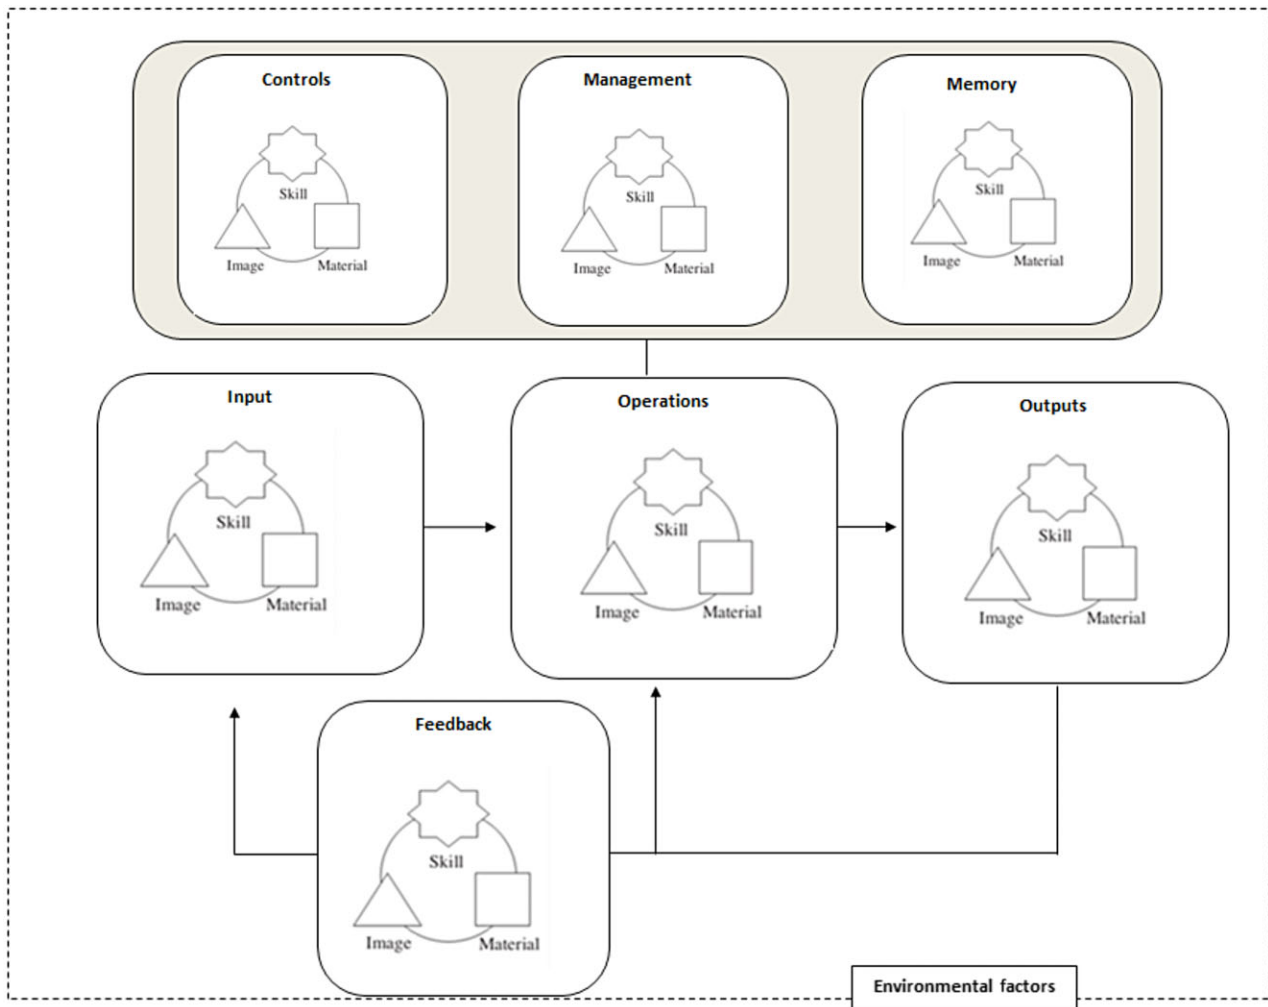 Controls
Skill
Image Material
Management
Skill
Image Material
Memory
Skill
Image Material
Input
Skill
Image Material
Operations
Skill
Image Material
Outputs
Skill
Image Material
Feedback
Skill
Image Material
Environmental factors